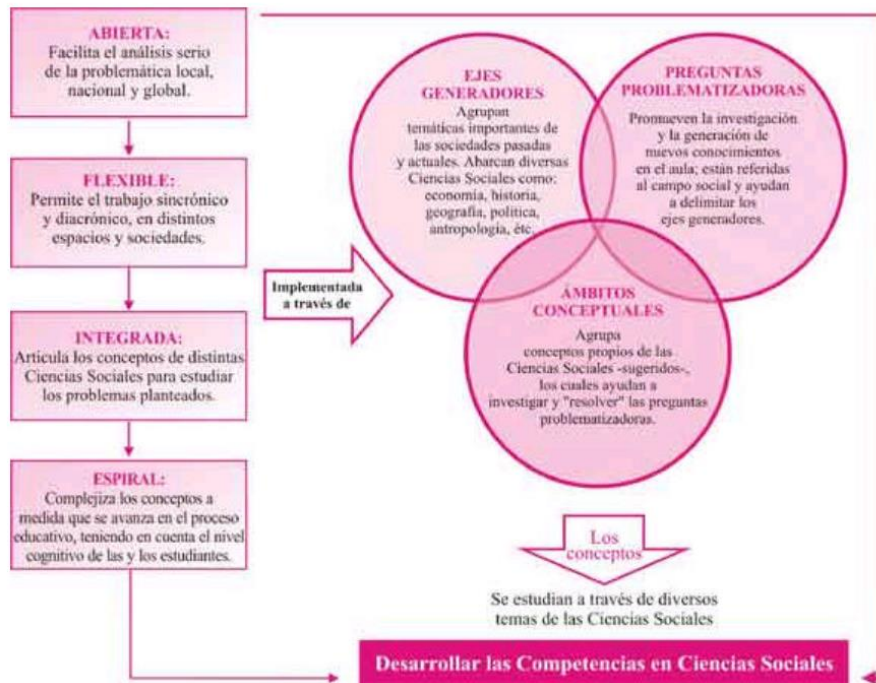 ABIERTA:
Facilita el análisis serio
de la problemática local,
nacional y global.
FLEXIBLE:
Permite el trabajo sincrónico
y diacrónico, en distintos
espacios y sociedades.
INTEGRADA:
Articula los conceptos de distintas
Ciencias Sociales para estudiar
los problemas planteados.
ESPIRAL:
Complejiza los conceptos a
medida que se avanza en el proceso
educativo, teniendo en cuenta el nivel
cognitivo de las y los estudiantes.
Implementada
a través de
EJES
GENERADORES
Agrupan
temáticas importantes de
las sociedades pasadas
y actuales. Abarcan diversas
Ciencias Sociales como:
economía, historia,
geografía, política,
antropología, étc.
PREGUNTAS
PROBLEMATIZADORAS
Promueven la investigación
y la generación de
nuevos conocimientos
en el aula; están referidas
al campo social y ayudan
a delimitar los
ejes generadores.
ÁMBITOS
CONCEPTUALES
Agrupa
conceptos propios de las
Ciencias Sociales -sugeridos-,
los cuales ayudan a
investigar y "resolver" las preguntas
problematizadoras.
Los
conceptos
Se estudian a través de diversos
temas de las Ciencias Sociales
Desarrollar las Competencias en Ciencias Sociales